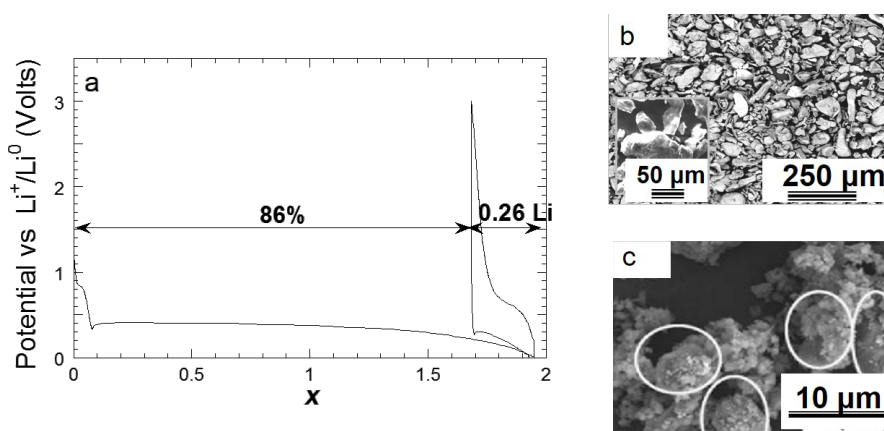 a
Potential vs Li⁺/Li⁰ (Volts)
3
2
1
0
86%
0.26 Li
0
0.5
1
1.5
2
x
b
50 µm
250 µm
c
10 µm